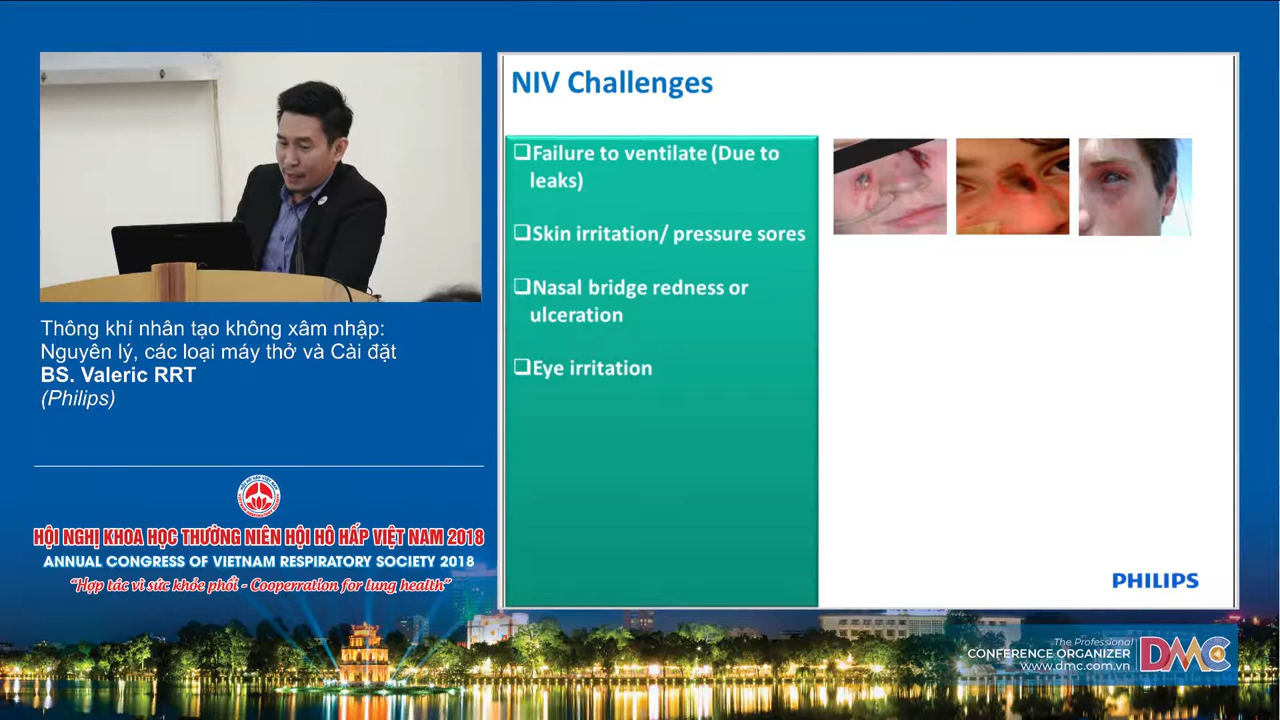 Thông khí nhân tạo không xâm nhập:
Nguyên lý, các loại máy thở và Cài đặt
BS. Valeric RRT
(Philips)
HỘI NGHỊ KHOA HỌC THƯỜNG NIÊN HỘI HÔ HẤP VIỆT NAM 2018
ANNUAL CONGRESS OF VIETNAM RESPIRATORY SOCIETY 2018
“Hợp tác vì sức khỏe phổi - Cooperration for lung health”
NIV Challenges
❑Failure to ventilate (Due to
leaks)
❑Skin irritation/ pressure sores
❑Nasal bridge redness or
ulceration
❑Eye irritation
PHILIPS
The Professional
CONFERENCE ORGANIZER
www.dmc.com.vn
DMC